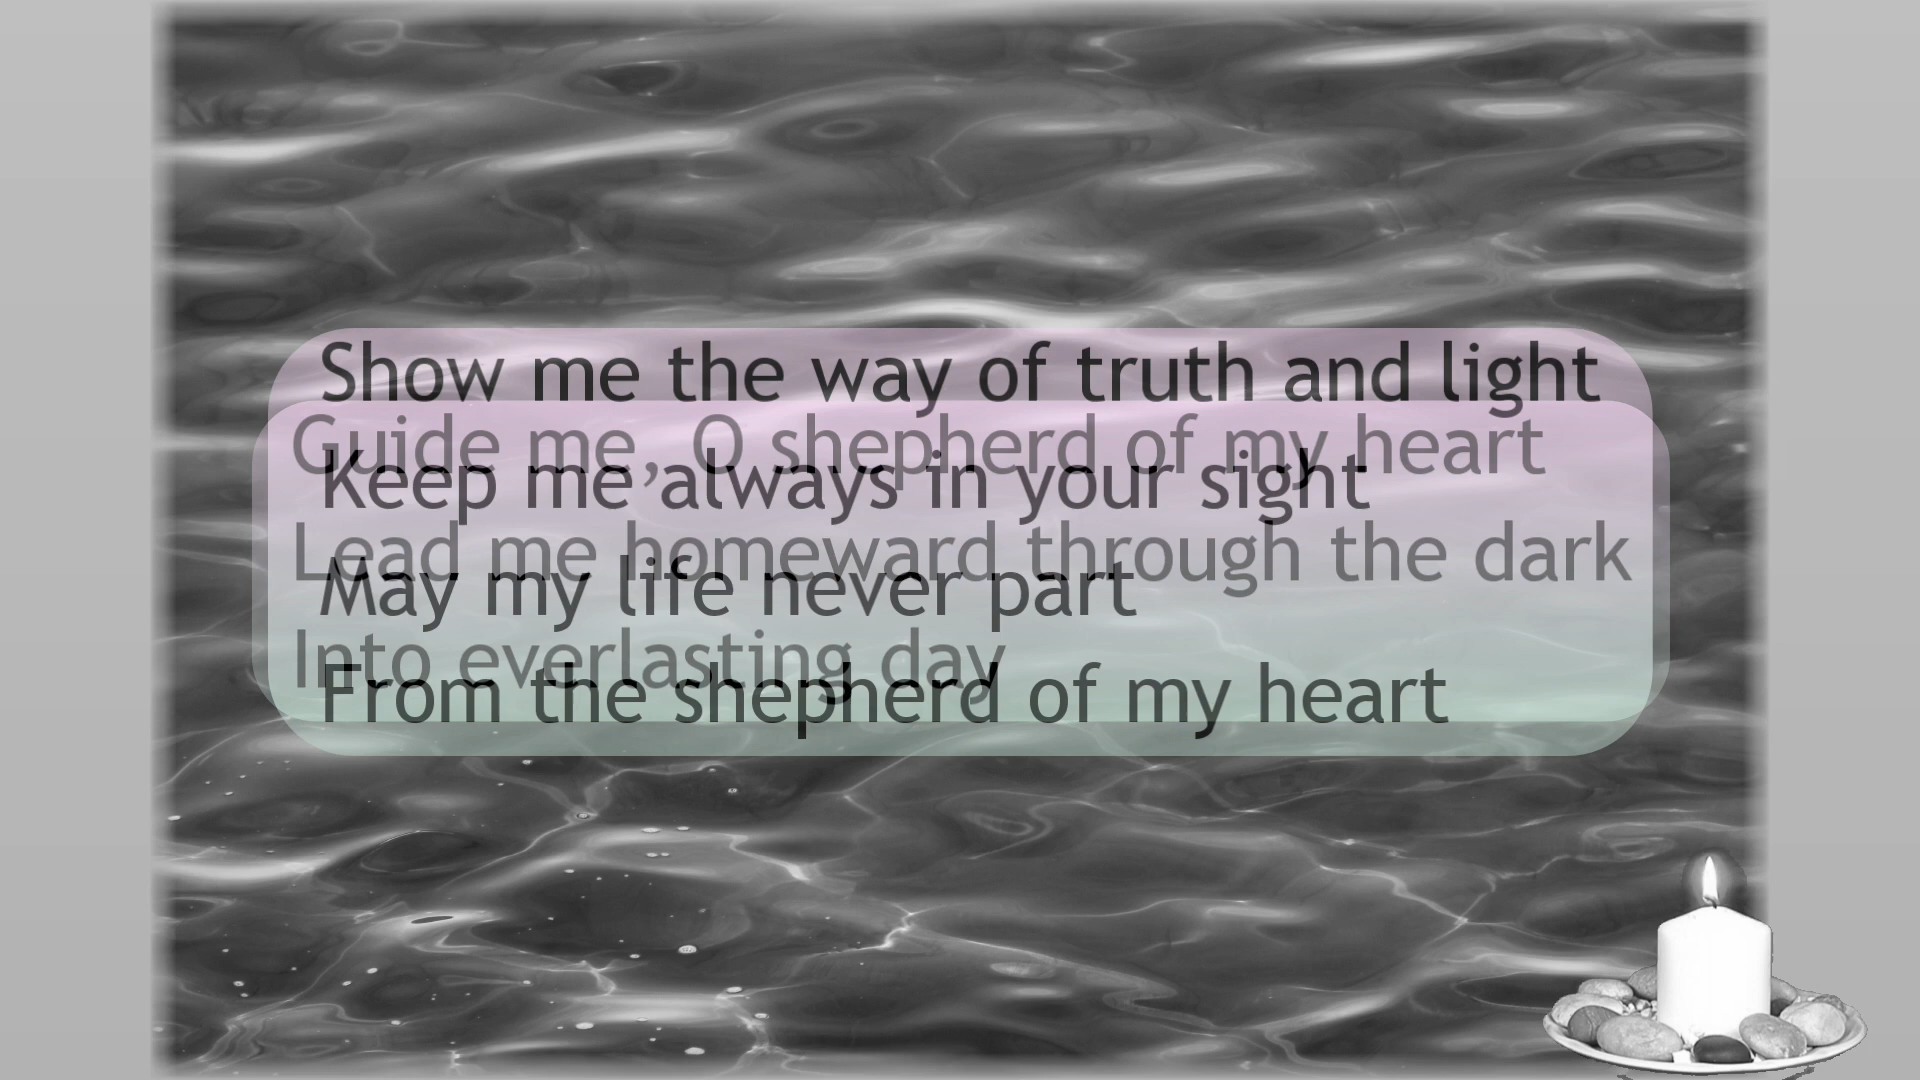 Show me the way of truth and light
Guide me, O shepherd of my heart
Keep me always in your sight
Lead me homeward through the dark
May my life never part
Into everlasting day
From the shepherd of my heart